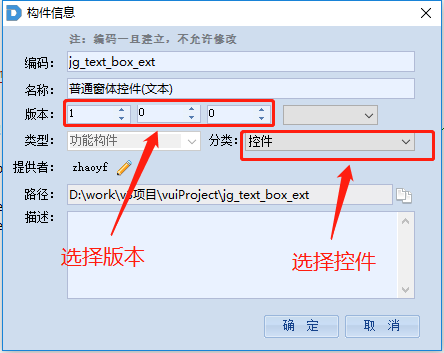 构件信息
注: 编码一旦建立, 不允许修改
编码: jg_text_box_ext
名称: 普通窗体控件(文本)
版本: 1 0 0
类型: 功能构件 分类: 控件
提供者: zhaoyf
路径: D:\work\v3项目\vuiProject\jg_text_box_ext
描述:
选择版本 选择控件
确 定 取 消